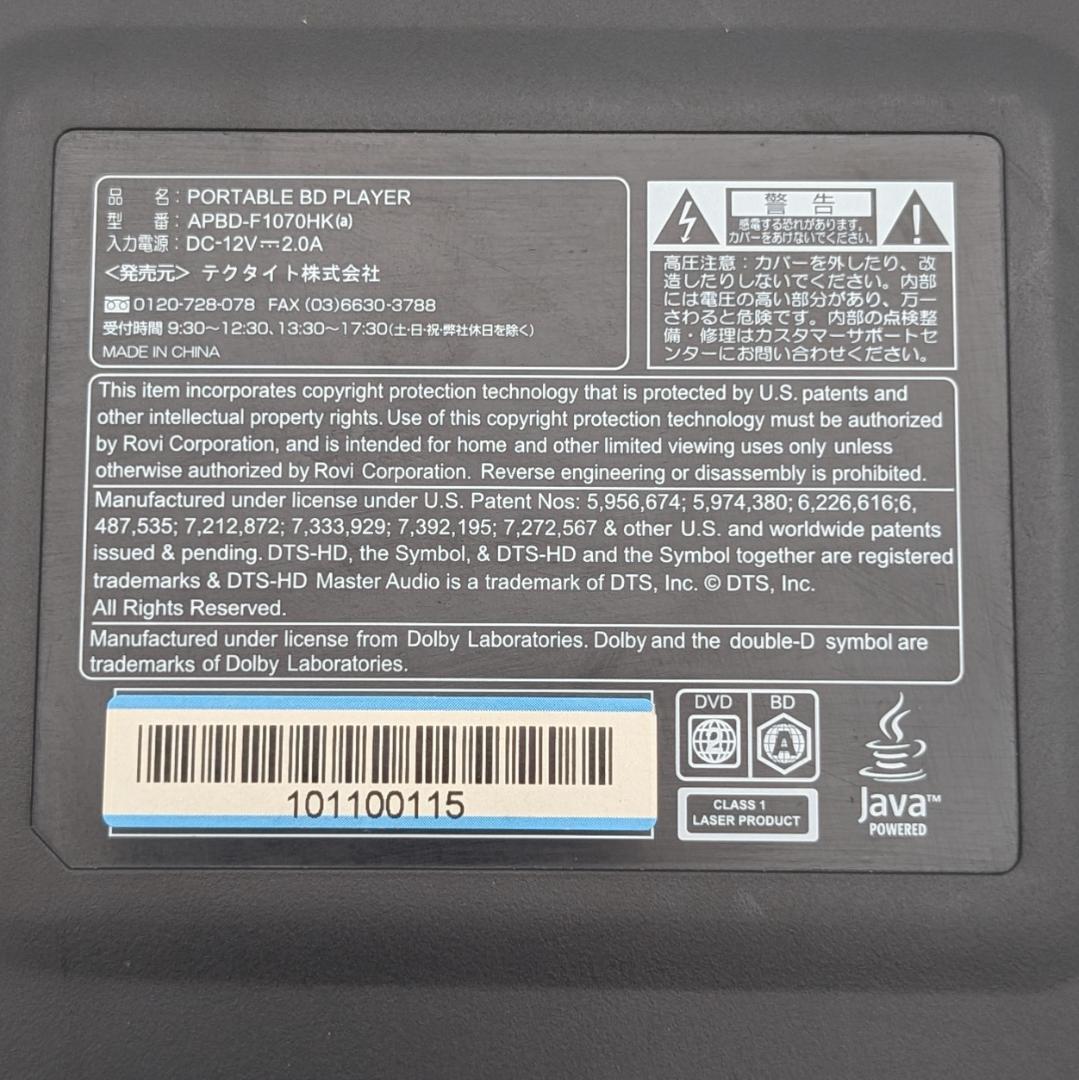 品　　名：PORTABLE BD PLAYER
型　　番：APBD-F1070HK(a)
入力電源：DC-12V⎓2.0A
＜発売元＞ テクタイト株式会社
0120-728-078 FAX (03)6630-3788
受付時間 9:30～12:30、13:30～17:30(土・日・祝・弊社休日を除く)
MADE IN CHINA
警 告
感電する恐れがあります。
カバーをあけないでください。
高圧注意：カバーを外したり、改
造したりしないでください。内部
には電圧の高い部分があり、万一
さわると危険です。内部の点検整
備・修理はカスタマーサポートセ
ンターにお問い合わせください。
This item incorporates copyright protection technology that is protected by U.S. patents and
other intellectual property rights. Use of this copyright protection technology must be authorized
by Rovi Corporation, and is intended for home and other limited viewing uses only unless
otherwise authorized by Rovi Corporation. Reverse engineering or disassembly is prohibited.
Manufactured under license under U.S. Patent Nos: 5,956,674; 5,974,380; 6,226,616;6,
487,535; 7,212,872; 7,333,929; 7,392,195; 7,272,567 & other U.S. and worldwide patents
issued & pending. DTS-HD, the Symbol, & DTS-HD and the Symbol together are registered
trademarks & DTS-HD Master Audio is a trademark of DTS, Inc. © DTS, Inc.
All Rights Reserved.
Manufactured under license from Dolby Laboratories. Dolby and the double-D symbol are
trademarks of Dolby Laboratories.
101100115
DVD
2
BD
A
CLASS 1
LASER PRODUCT
Java™
POWERED